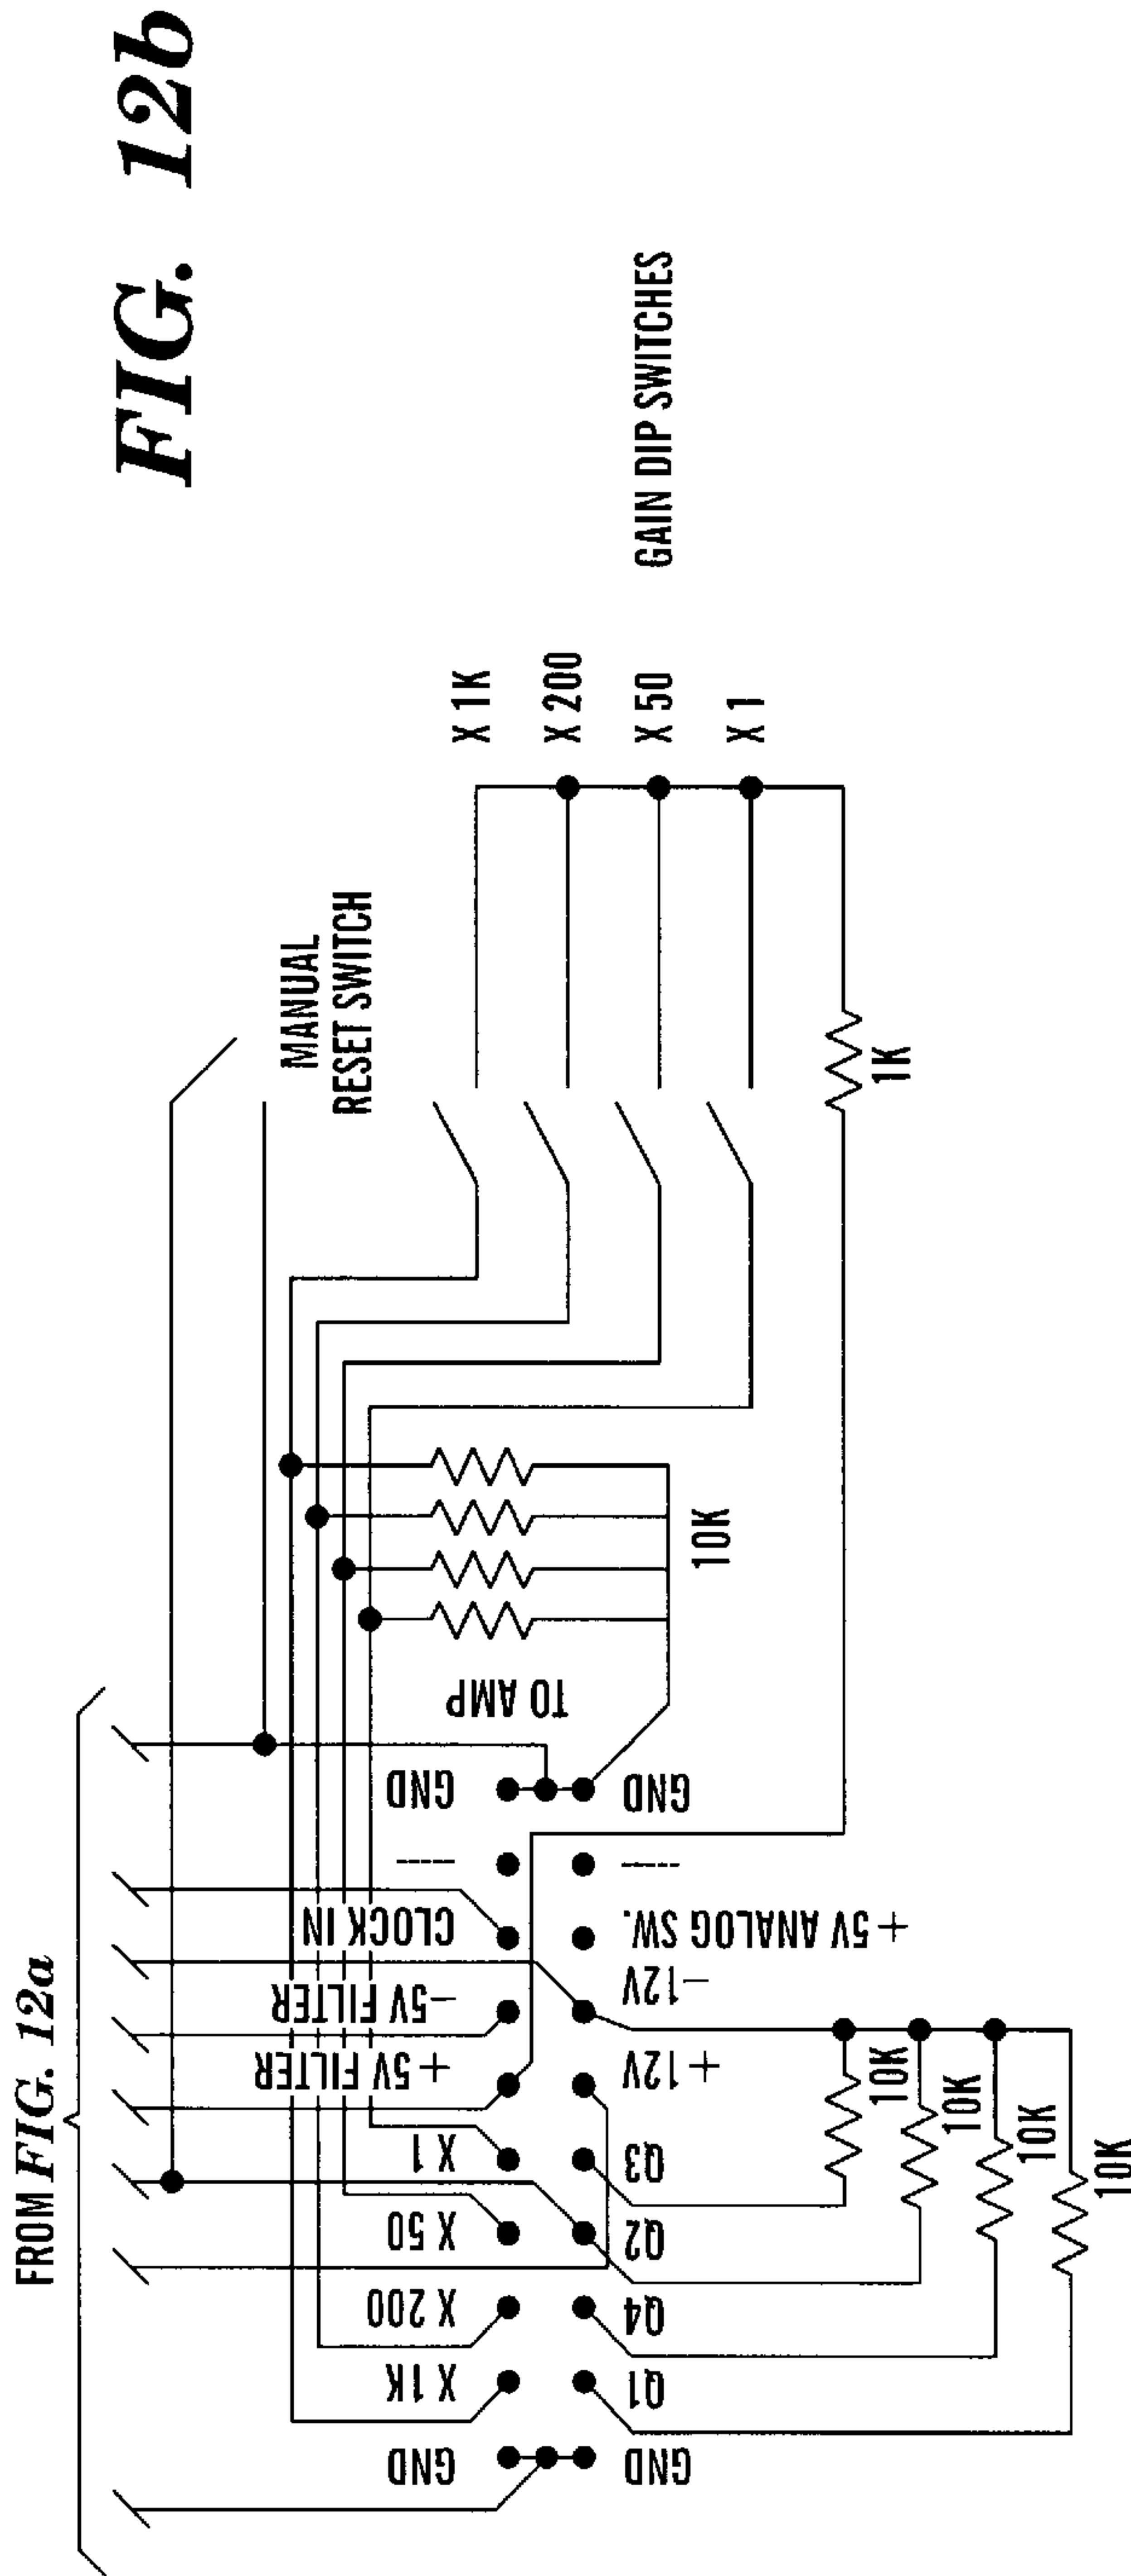 FIG. 12b
FROM FIG. 12a
MANUAL
RESET SWITCH
GAIN DIP SWITCHES
X 1K
X 200
X 50
X 1
1K
10K
TO AMP
GND
X 1K
X 200
X 50
X 1
+5V FILTER
−5V FILTER
CLOCK IN
----
GND
GND
Q1
Q4
Q2
Q3
+12V
−12V
+5V ANALOG SW.
----
GND
10K
10K
10K
10K